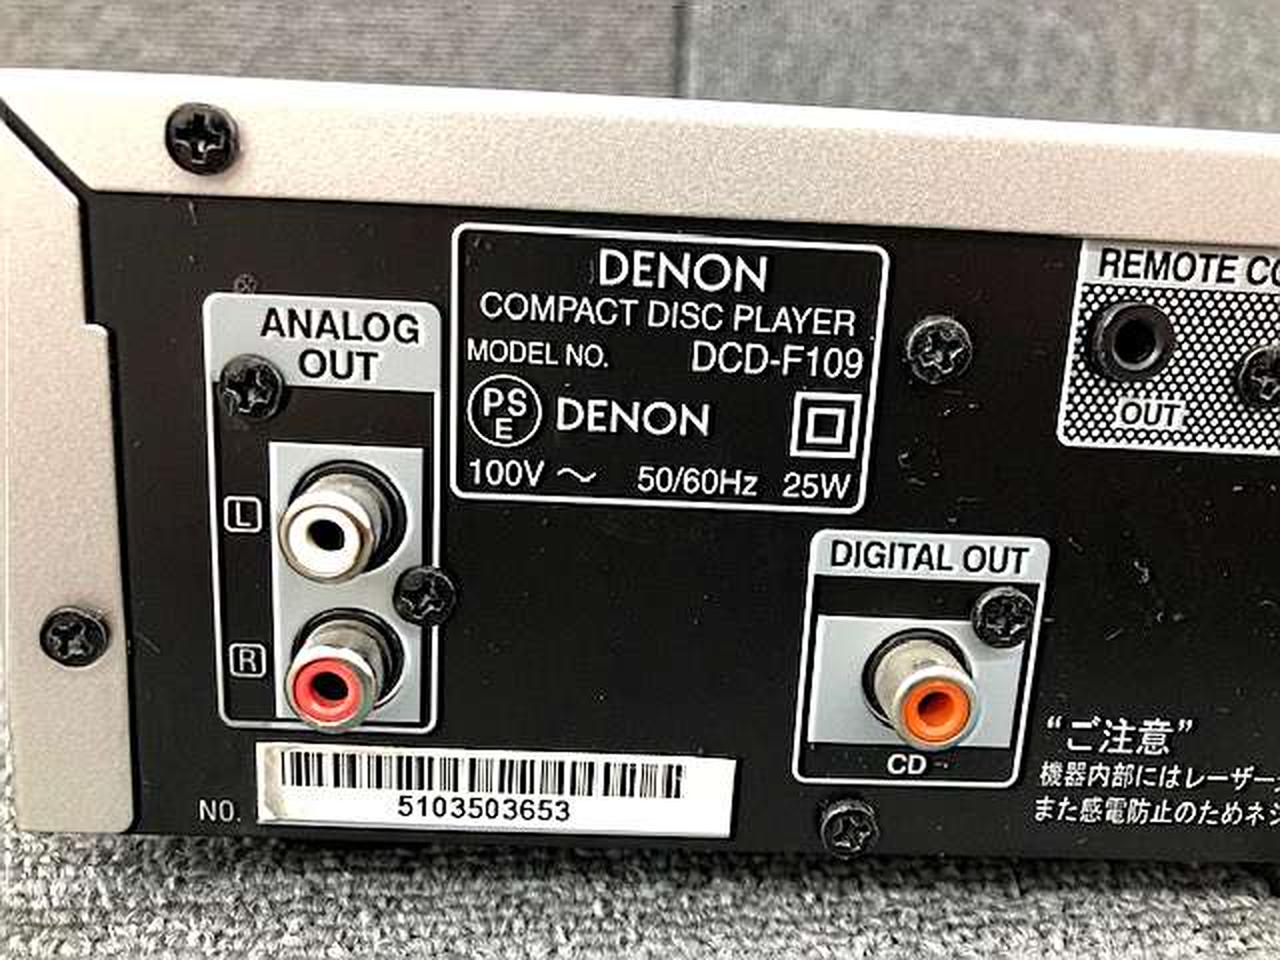 DENON
COMPACT DISC PLAYER
MODEL NO. DCD-F109
PS
E
DENON
100V ~ 50/60Hz 25W
ANALOG
OUT
L
R
REMOTE CO
OUT
DIGITAL OUT
CD
NO. 5103503653
“ご注意”
機器内部にはレーザー
また感電防止のためネジ